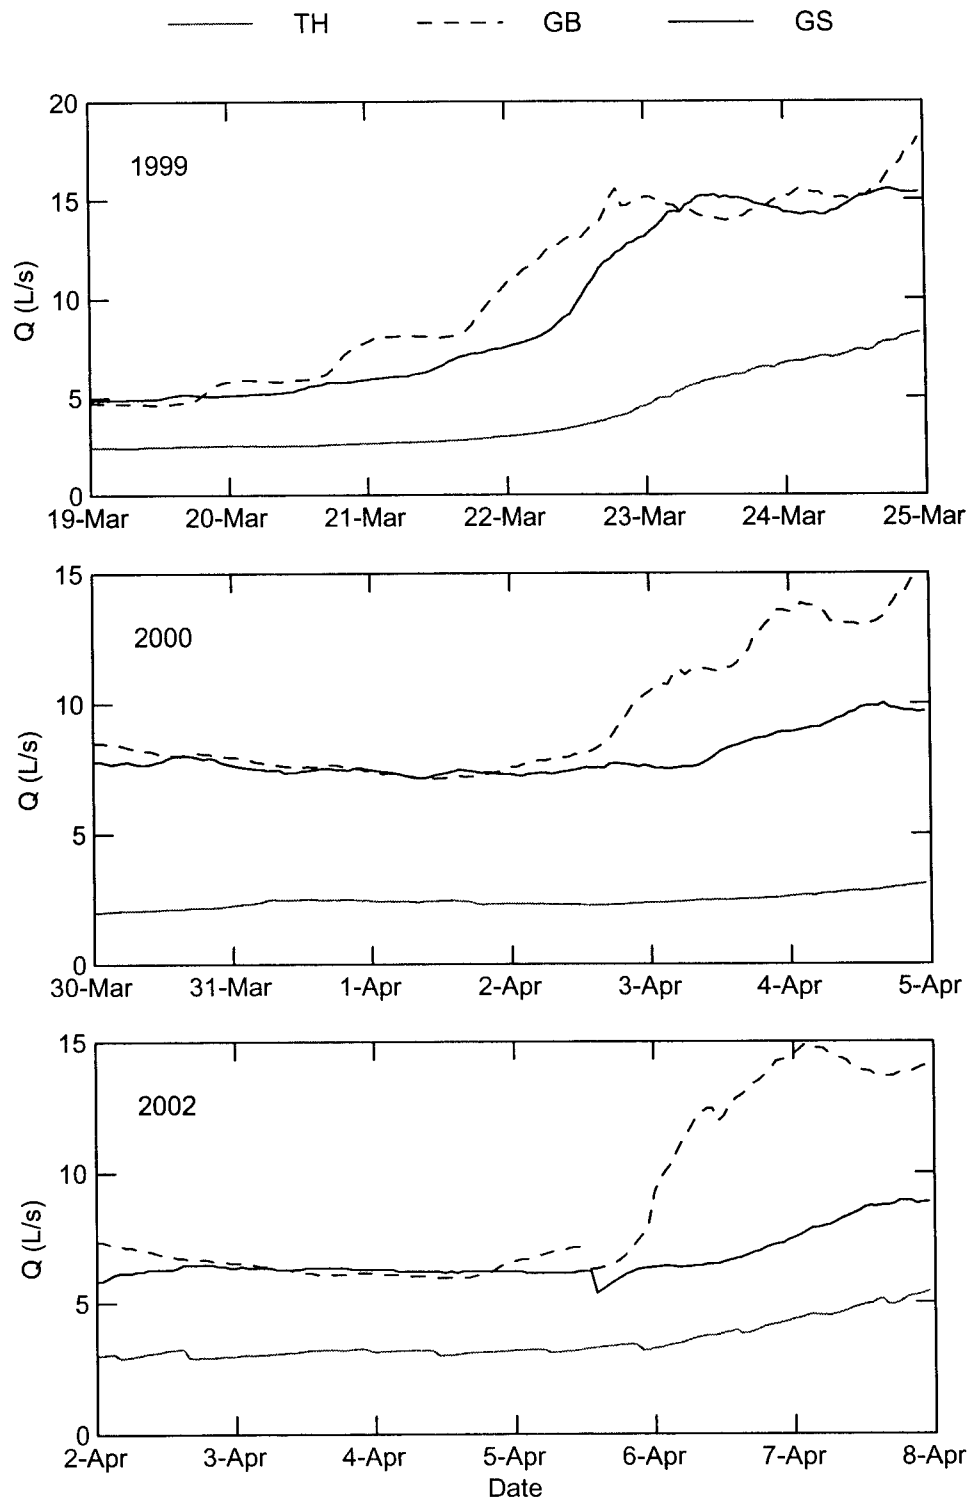 TH GB GS
20
1999
15
Q (L/s)
10
5
0
19-Mar 20-Mar 21-Mar 22-Mar 23-Mar 24-Mar 25-Mar
15
2000
10
Q (L/s)
5
0
30-Mar 31-Mar 1-Apr 2-Apr 3-Apr 4-Apr 5-Apr
15
2002
10
Q (L/s)
5
0
2-Apr 3-Apr 4-Apr 5-Apr 6-Apr 7-Apr 8-Apr
Date